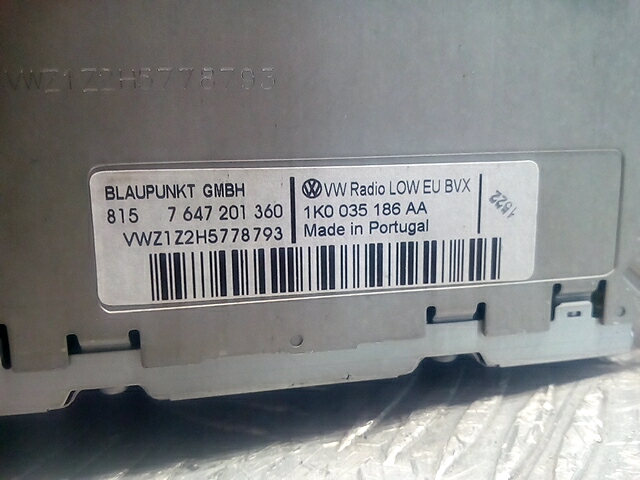 VWZ1Z2H5778793
BLAUPUNKT GMBH
815 7 647 201 360
VWZ1Z2H5778793
VW Radio LOW EU BVX
1K0 035 186 AA
Made in Portugal
1522